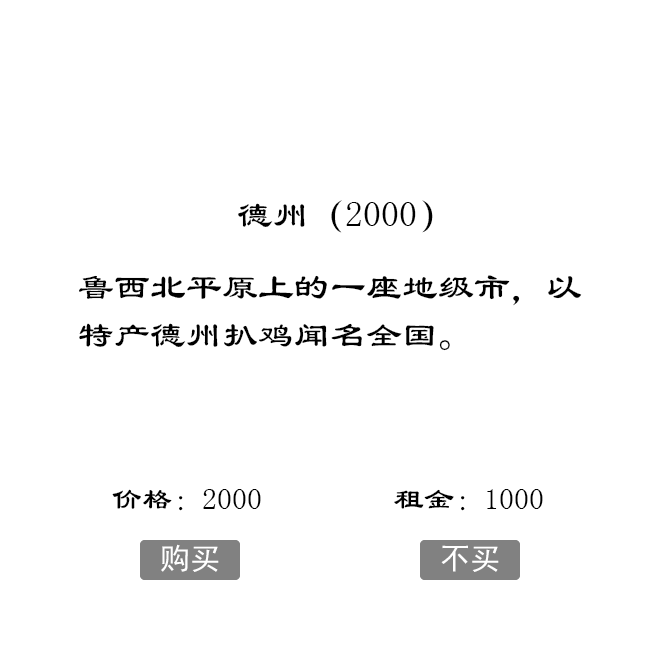 德州（2000）
鲁西北平原上的一座地级市，以
特产德州扒鸡闻名全国。
价格：2000 租金：1000
购买 不买